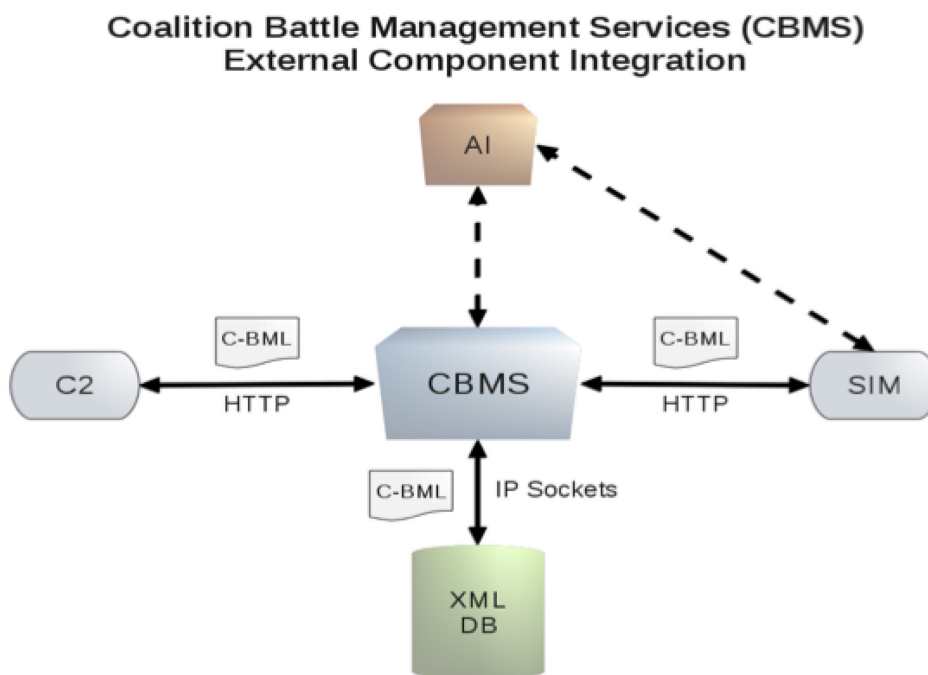 Coalition Battle Management Services (CBMS)
External Component Integration
AI
C-BML
C-BML
C2
HTTP
CBMS
HTTP
SIM
C-BML
IP Sockets
XML
DB